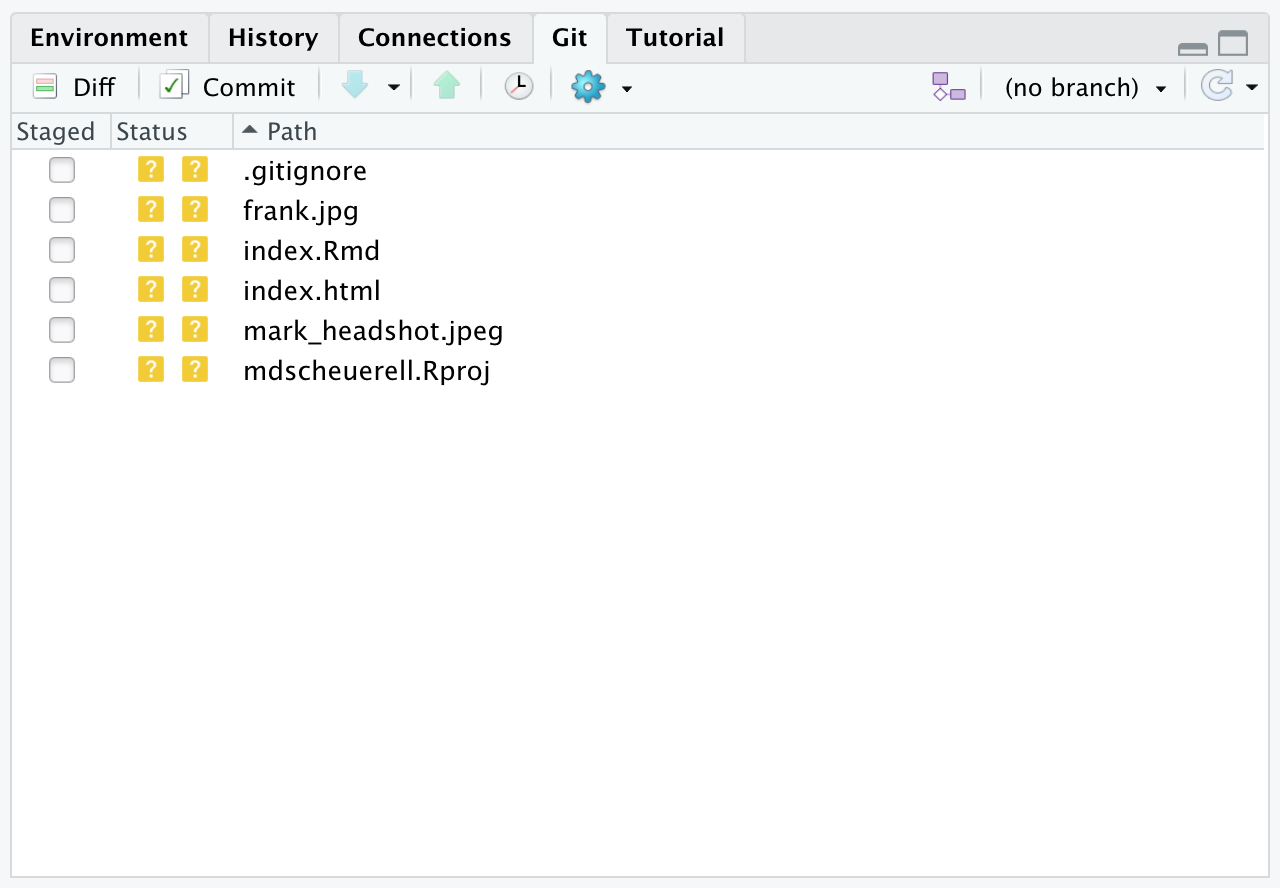 Environment History Connections Git Tutorial
Diff Commit (no branch)
Staged Status Path
? ? .gitignore
? ? frank.jpg
? ? index.Rmd
? ? index.html
? ? mark_headshot.jpeg
? ? mdscheuerell.Rproj